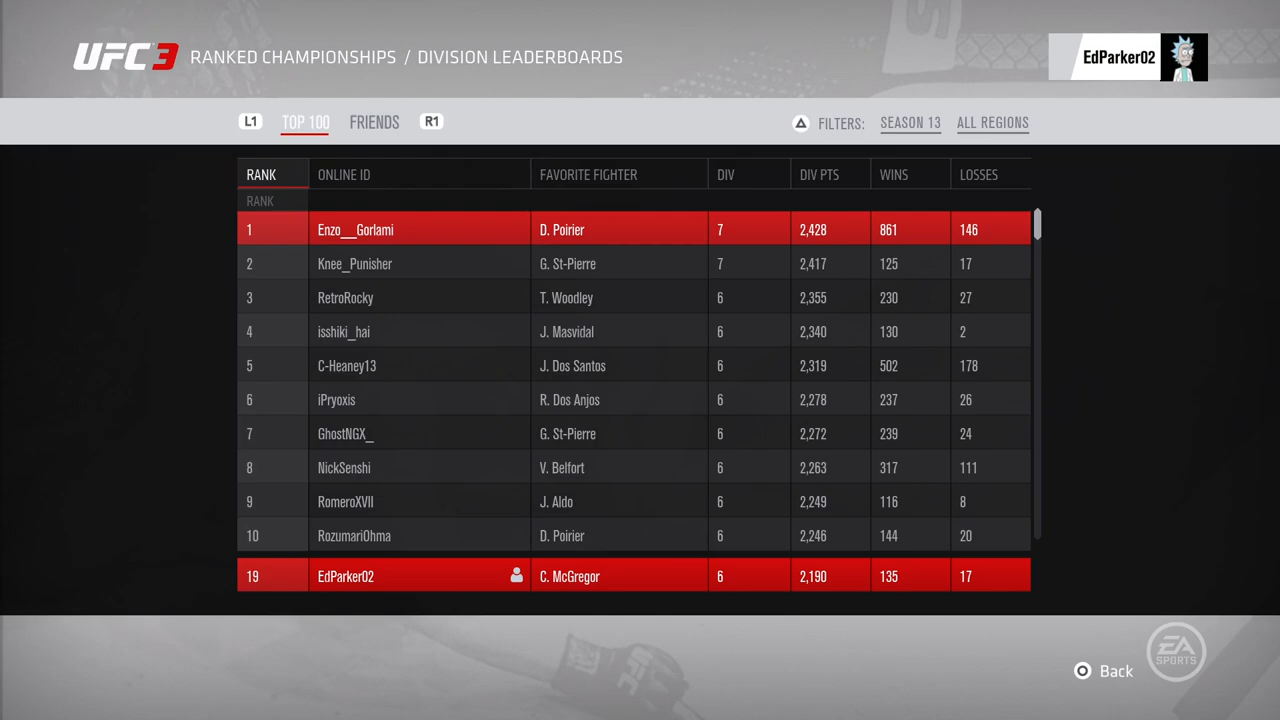 UFC 3 RANKED CHAMPIONSHIPS / DIVISION LEADERBOARDS EdParker02
L1 TOP 100 FRIENDS R1 FILTERS: SEASON 13 ALL REGIONS
RANK ONLINE ID FAVORITE FIGHTER DIV DIV PTS WINS LOSSES
RANK
1 Enzo__Gorlami D. Poirier 7 2,428 861 146
2 Knee_Punisher G. St-Pierre 7 2,417 125 17
3 RetroRocky T. Woodley 6 2,355 230 27
4 isshiki_hai J. Masvidal 6 2,340 130 2
5 C-Heaney13 J. Dos Santos 6 2,319 502 178
6 iPryoxis R. Dos Anjos 6 2,278 237 26
7 GhostNGX_ G. St-Pierre 6 2,272 239 24
8 NickSenshi V. Belfort 6 2,263 317 111
9 RomeroXVII J. Aldo 6 2,249 116 8
10 RozumariOhma D. Poirier 6 2,246 144 20
19 EdParker02 C. McGregor 6 2,190 135 17
Back
EA SPORTS